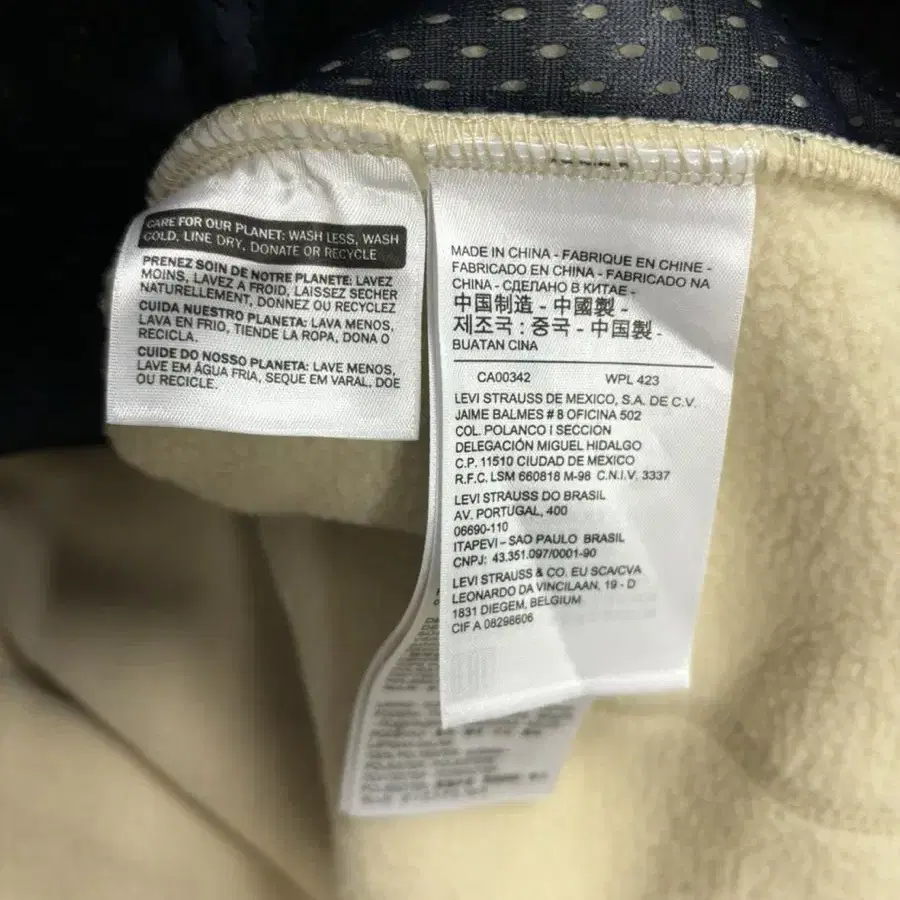 CARE FOR OUR PLANET: WASH LESS, WASH
COLD, LINE DRY, DONATE OR RECYCLE
PRENEZ SOIN DE NOTRE PLANETE: LAVEZ
MOINS, LAVEZ A FROID, LAISSEZ SECHER
NATURELLEMENT, DONNEZ OU RECYCLEZ
CUIDA NUESTRO PLANETA: LAVA MENOS,
LAVA EN FRIO, TIENDE LA ROPA, DONA O
RECICLA.
CUIDE DO NOSSO PLANETA: LAVE MENOS,
LAVE EM ÁGUA FRIA, SEQUE EM VARAL, DOE
OU RECICLE.
MADE IN CHINA - FABRIQUE EN CHINE -
FABRICADO EN CHINA - FABRICADO NA
CHINA - СДЕЛАНО В КИТАЕ -
中国制造 - 中國製 -
제조국 : 중국 - 中国製 -
BUATAN CINA
CA00342 WPL 423
LEVI STRAUSS DE MEXICO, S.A. DE C.V.
JAIME BALMES # 8 OFICINA 502
COL. POLANCO I SECCION
DELEGACIÓN MIGUEL HIDALGO
C.P. 11510 CIUDAD DE MEXICO
R.F.C. LSM 660818 M-98 C.N.I.V. 3337
LEVI STRAUSS DO BRASIL
AV. PORTUGAL, 400
06690-110
ITAPEVI – SAO PAULO BRASIL
CNPJ: 43.351.097/0001-90
LEVI STRAUSS & CO. EU SCA/CVA
LEONARDO DA VINCILAAN, 19 - D
1831 DIEGEM, BELGIUM
CIF A 08298606